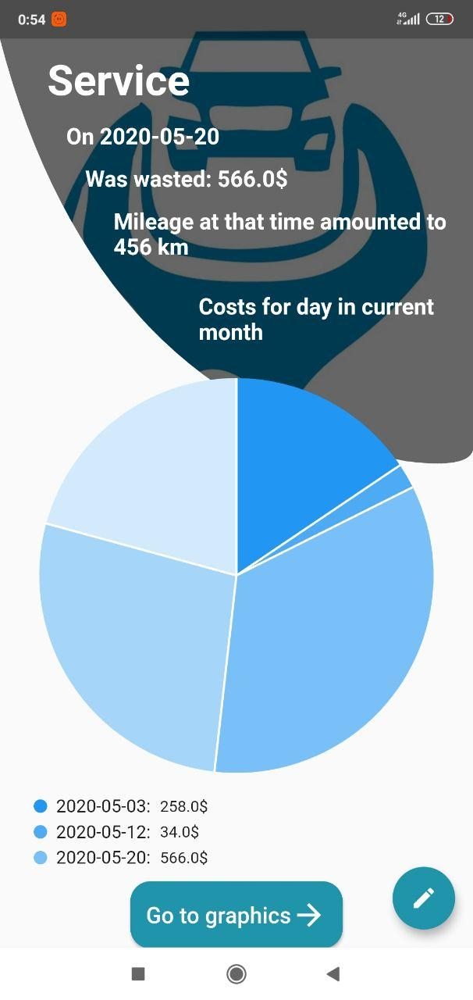 0:54
4G
12
Service
On 2020-05-20
Was wasted: 566.0$
Mileage at that time amounted to
456 km
Costs for day in current
month
2020-05-03: 258.0$
2020-05-12: 34.0$
2020-05-20: 566.0$
Go to graphics